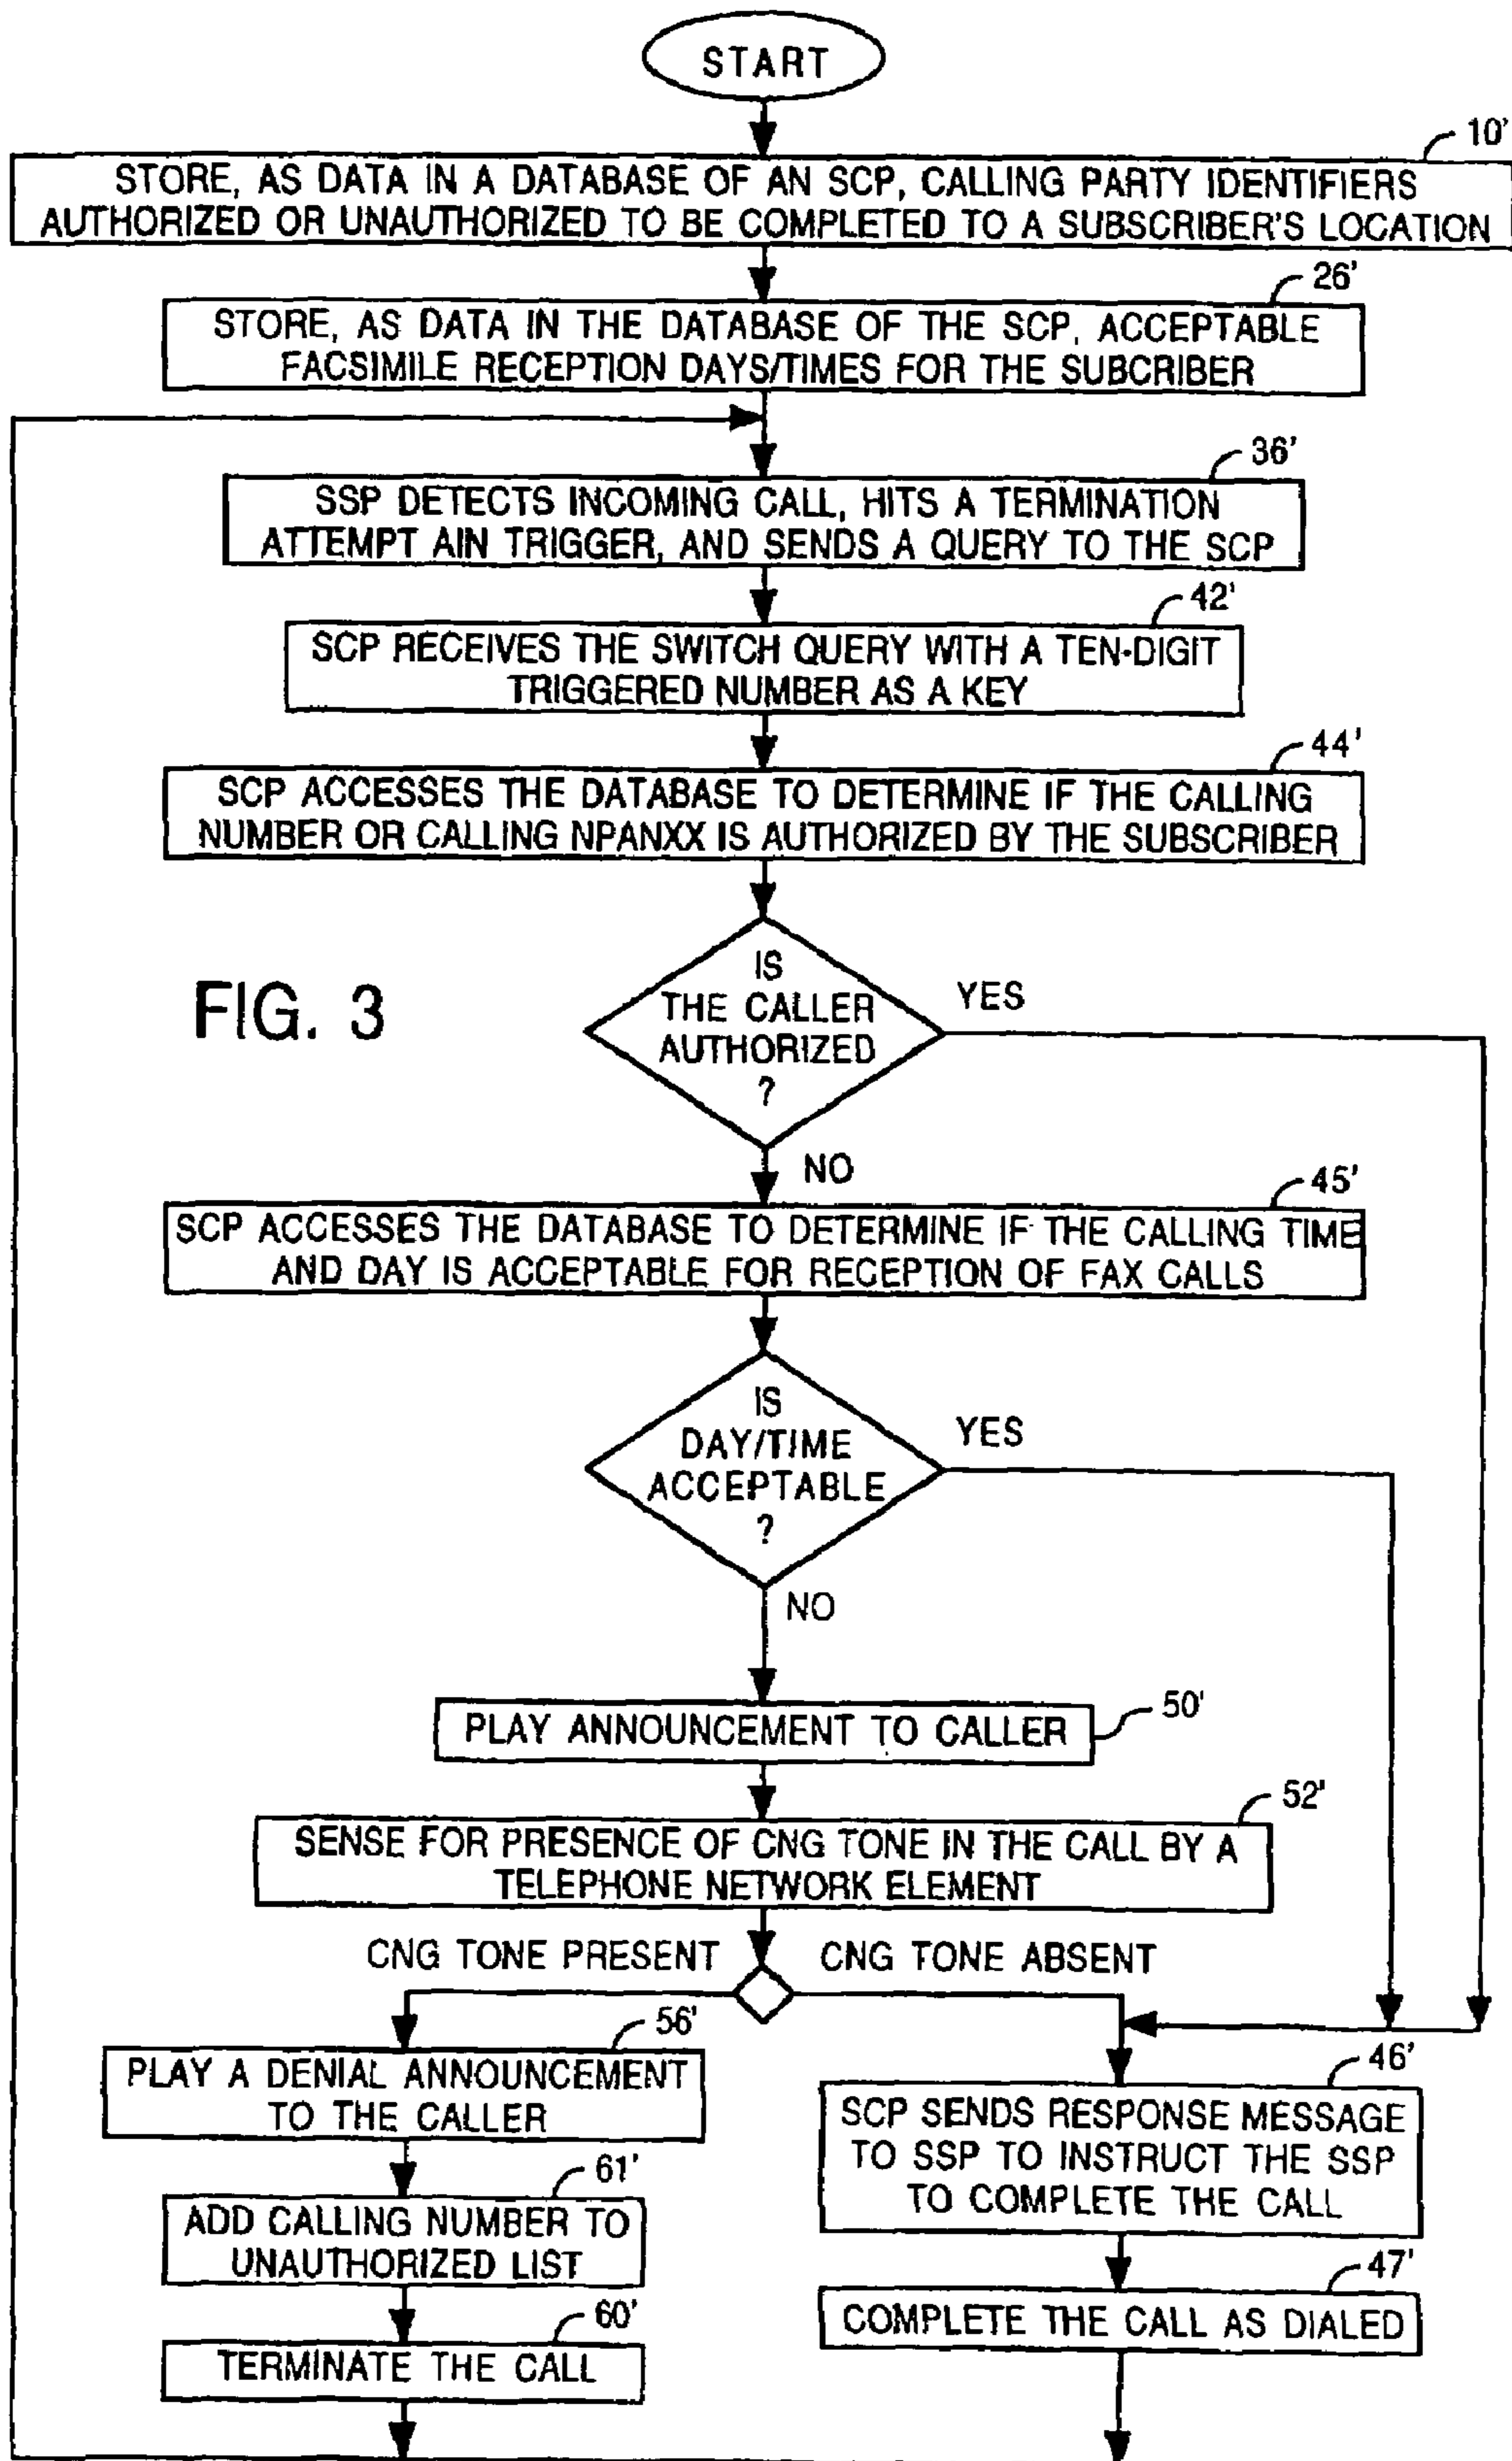 START
10'
STORE, AS DATA IN A DATABASE OF AN SCP, CALLING PARTY IDENTIFIERS
AUTHORIZED OR UNAUTHORIZED TO BE COMPLETED TO A SUBSCRIBER'S LOCATION
26'
STORE, AS DATA IN THE DATABASE OF THE SCP, ACCEPTABLE
FACSIMILE RECEPTION DAYS/TIMES FOR THE SUBCRIBER
36'
SSP DETECTS INCOMING CALL, HITS A TERMINATION
ATTEMPT AIN TRIGGER, AND SENDS A QUERY TO THE SCP
42'
SCP RECEIVES THE SWITCH QUERY WITH A TEN-DIGIT
TRIGGERED NUMBER AS A KEY
44'
SCP ACCESSES THE DATABASE TO DETERMINE IF THE CALLING
NUMBER OR CALLING NPANXX IS AUTHORIZED BY THE SUBSCRIBER
FIG. 3
IS
THE CALLER
AUTHORIZED
?
YES
NO
45'
SCP ACCESSES THE DATABASE TO DETERMINE IF THE CALLING TIME
AND DAY IS ACCEPTABLE FOR RECEPTION OF FAX CALLS
IS
DAY/TIME
ACCEPTABLE
?
YES
NO
PLAY ANNOUNCEMENT TO CALLER
50'
52'
SENSE FOR PRESENCE OF CNG TONE IN THE CALL BY A
TELEPHONE NETWORK ELEMENT
CNG TONE PRESENT
CNG TONE ABSENT
56'
PLAY A DENIAL ANNOUNCEMENT
TO THE CALLER
61'
ADD CALLING NUMBER TO
UNAUTHORIZED LIST
60'
TERMINATE THE CALL
46'
SCP SENDS RESPONSE MESSAGE
TO SSP TO INSTRUCT THE SSP
TO COMPLETE THE CALL
47'
COMPLETE THE CALL AS DIALED